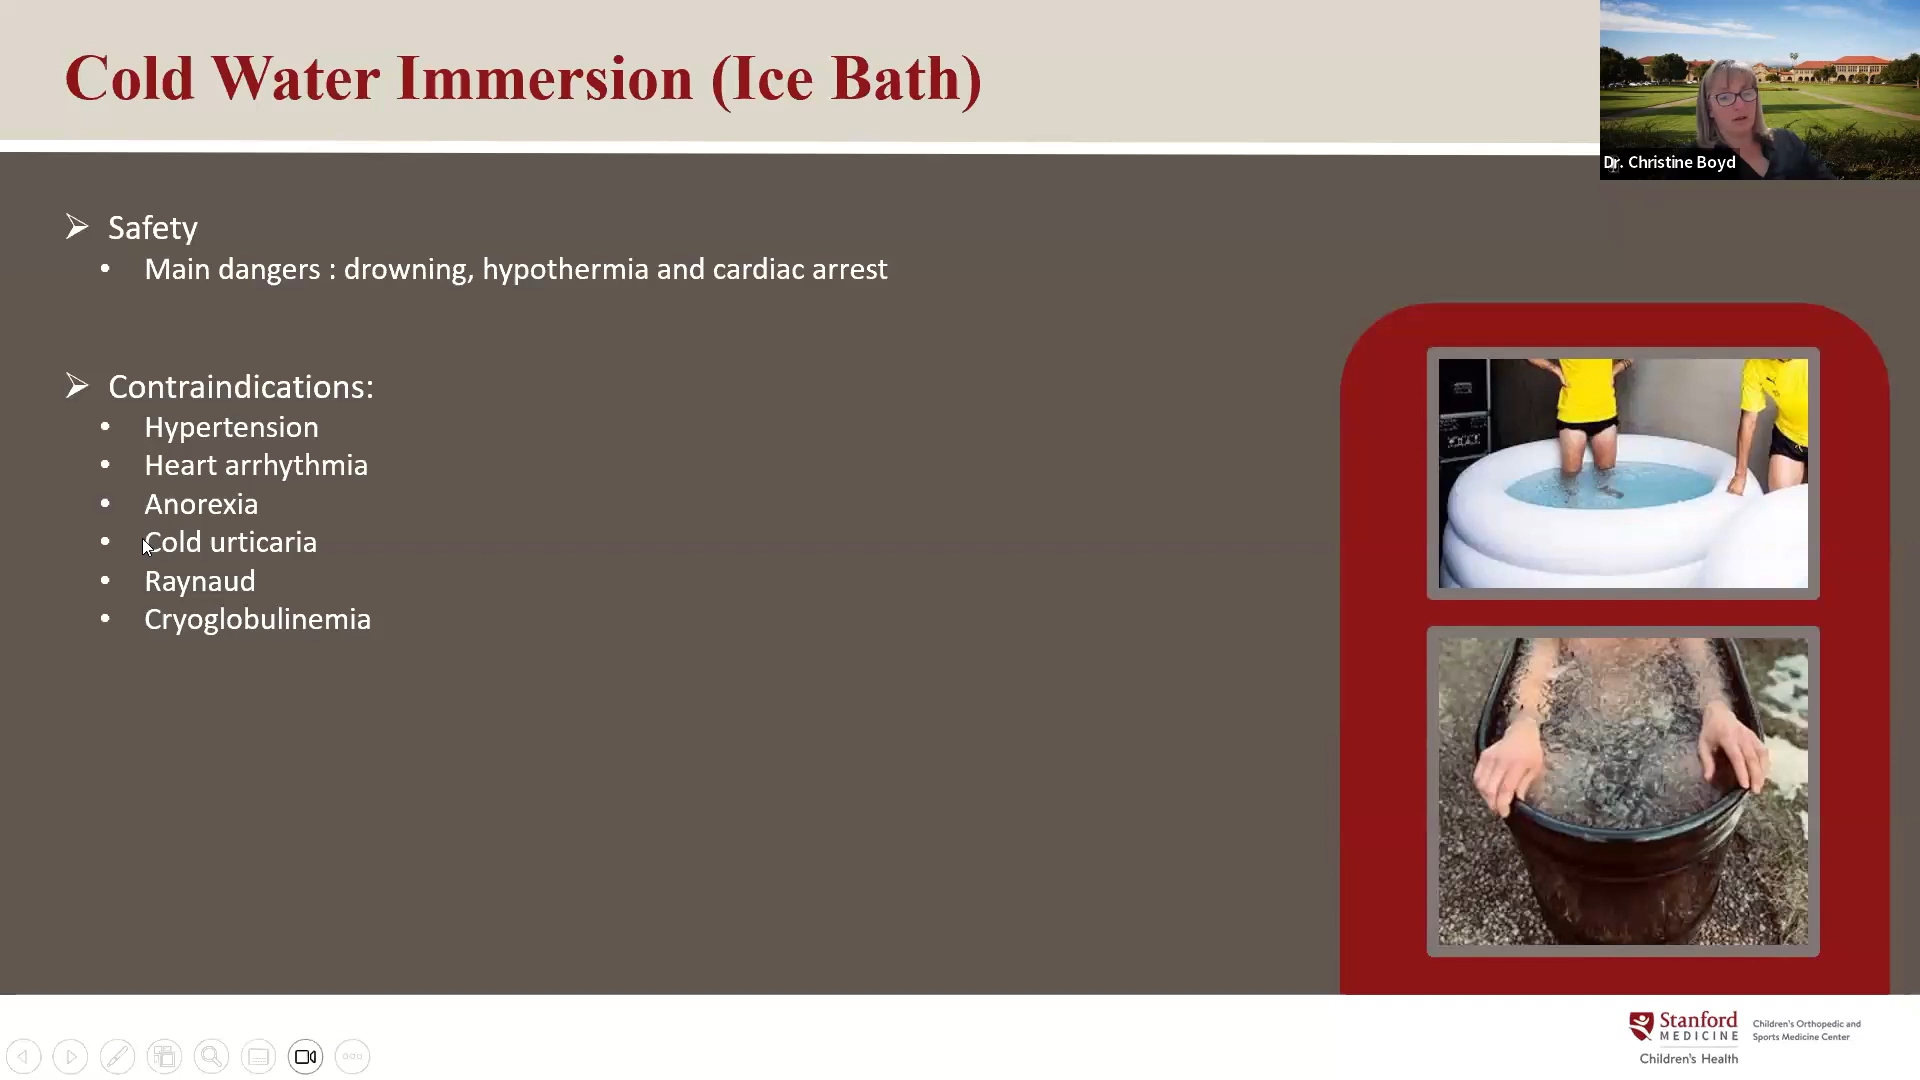 Cold Water Immersion (Ice Bath)
Dr. Christine Boyd
Safety
Main dangers : drowning, hypothermia and cardiac arrest
Contraindications:
Hypertension
Heart arrhythmia
Anorexia
Cold urticaria
Raynaud
Cryoglobulinemia
Stanford
MEDICINE
Children's Health
Children's Orthopedic and
Sports Medicine Center